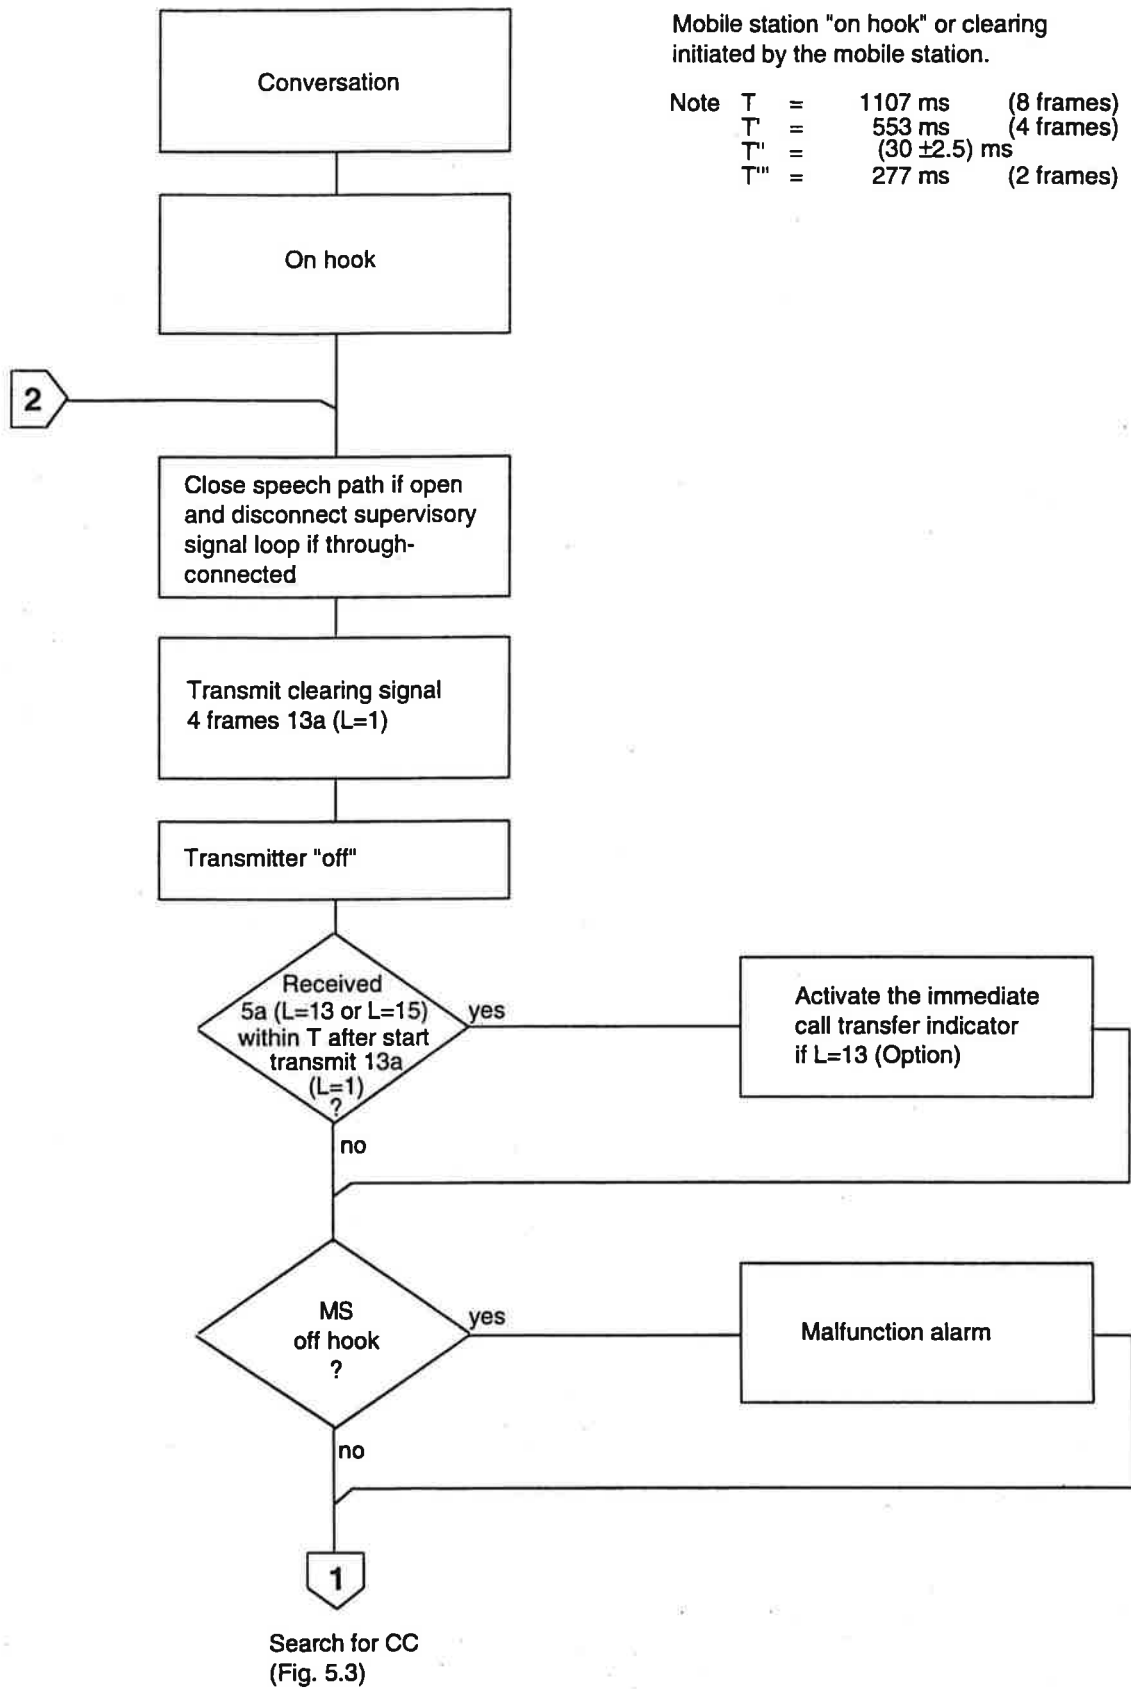 Mobile station "on hook" or clearing
initiated by the mobile station.
Note T = 1107 ms (8 frames)
T' = 553 ms (4 frames)
T'' = (30 ±2.5) ms
T''' = 277 ms (2 frames)
Conversation
On hook
2
Close speech path if open
and disconnect supervisory
signal loop if through-
connected
Transmit clearing signal
4 frames 13a (L=1)
Transmitter "off"
Received
5a (L=13 or L=15)
within T after start
transmit 13a
(L=1)
?
yes
Activate the immediate
call transfer indicator
if L=13 (Option)
no
MS
off hook
?
yes
Malfunction alarm
no
1
Search for CC
(Fig. 5.3)